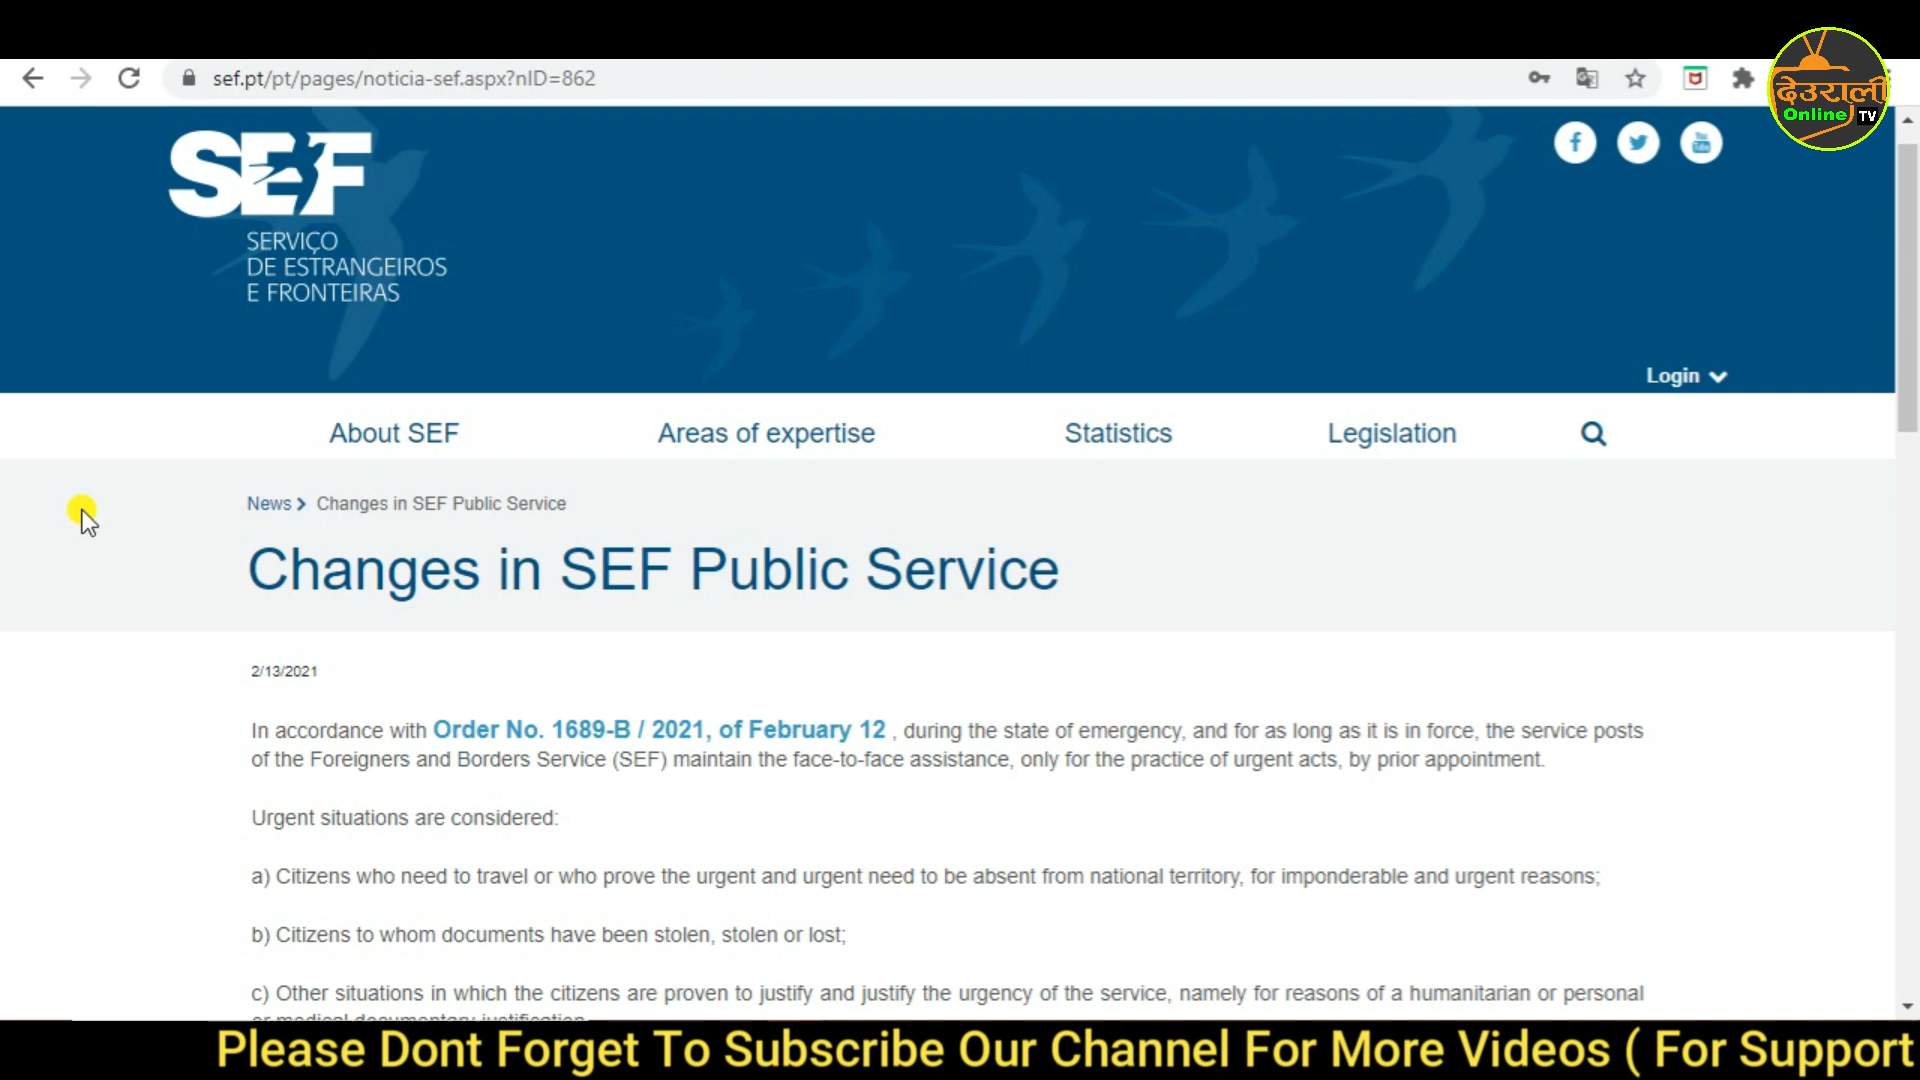 sef.pt/pt/pages/noticia-sef.aspx?nID=862
देउराली
Online TV
SEF
SERVIÇO
DE ESTRANGEIROS
E FRONTEIRAS
You
Tube
Login
About SEF Areas of expertise Statistics Legislation
News Changes in SEF Public Service
Changes in SEF Public Service
2/13/2021
In accordance with Order No. 1689-B / 2021, of February 12 , during the state of emergency, and for as long as it is in force, the service posts
of the Foreigners and Borders Service (SEF) maintain the face-to-face assistance, only for the practice of urgent acts, by prior appointment.
Urgent situations are considered:
a) Citizens who need to travel or who prove the urgent and urgent need to be absent from national territory, for imponderable and urgent reasons;
b) Citizens to whom documents have been stolen, stolen or lost;
c) Other situations in which the citizens are proven to justify and justify the urgency of the service, namely for reasons of a humanitarian or personal
or medical documentary justification
Please Dont Forget To Subscribe Our Channel For More Videos ( For Support